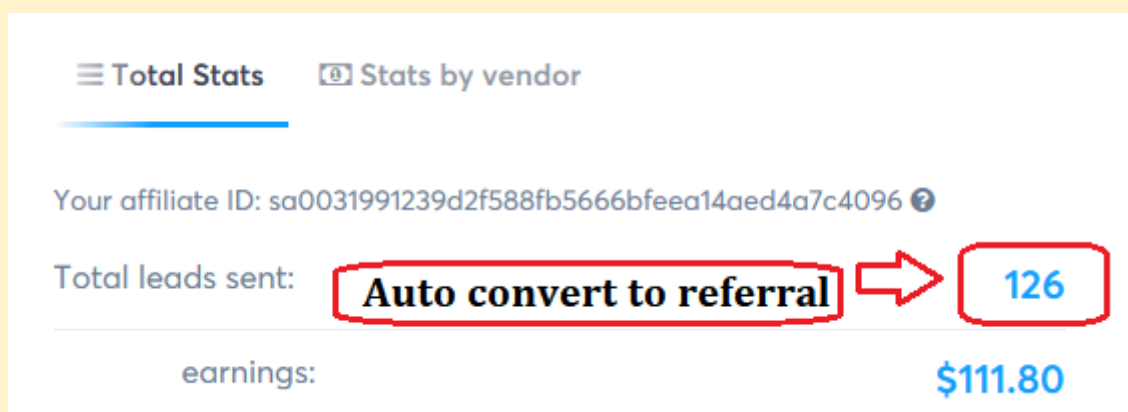 Total Stats Stats by vendor
Your affiliate ID: sa0031991239d2f588fb5666bfeea14aed4a7c4096
Total leads sent: Auto convert to referral 126
earnings: $111.80